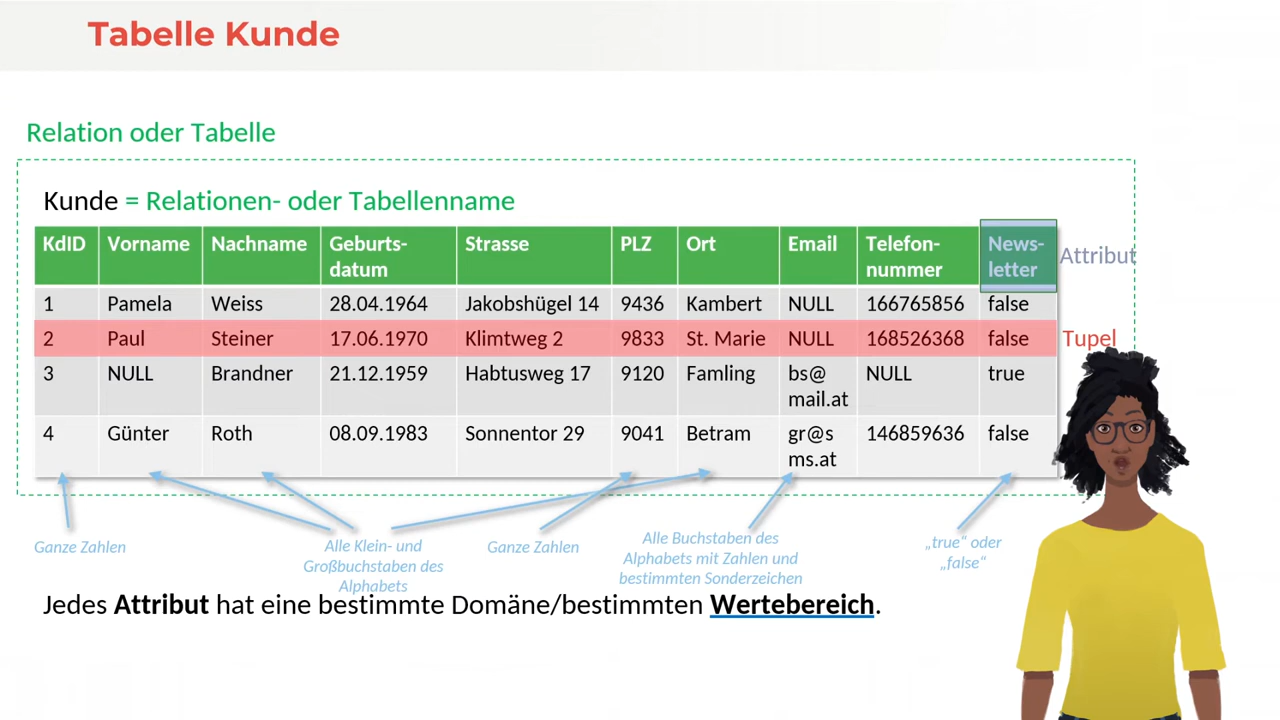 Tabelle Kunde
Relation oder Tabelle
Kunde = Relationen- oder Tabellenname
KdID Vorname Nachname Geburts- Strasse PLZ Ort Email Telefon- News-
datum nummer letter
Attribut
1 Pamela Weiss 28.04.1964 Jakobshügel 14 9436 Kambert NULL 166765856 false
2 Paul Steiner 17.06.1970 Klimtweg 2 9833 St. Marie NULL 168526368 false Tupel
3 NULL Brandner 21.12.1959 Habtusweg 17 9120 Famling bs@ NULL true
mail.at
4 Günter Roth 08.09.1983 Sonnentor 29 9041 Betram gr@s 146859636 false
ms.at
Ganze Zahlen
Alle Klein- und
Großbuchstaben des
Alphabets
Ganze Zahlen
Alle Buchstaben des
Alphabets mit Zahlen und
bestimmten Sonderzeichen
„true" oder
„false"
Jedes Attribut hat eine bestimmte Domäne/bestimmten Wertebereich.